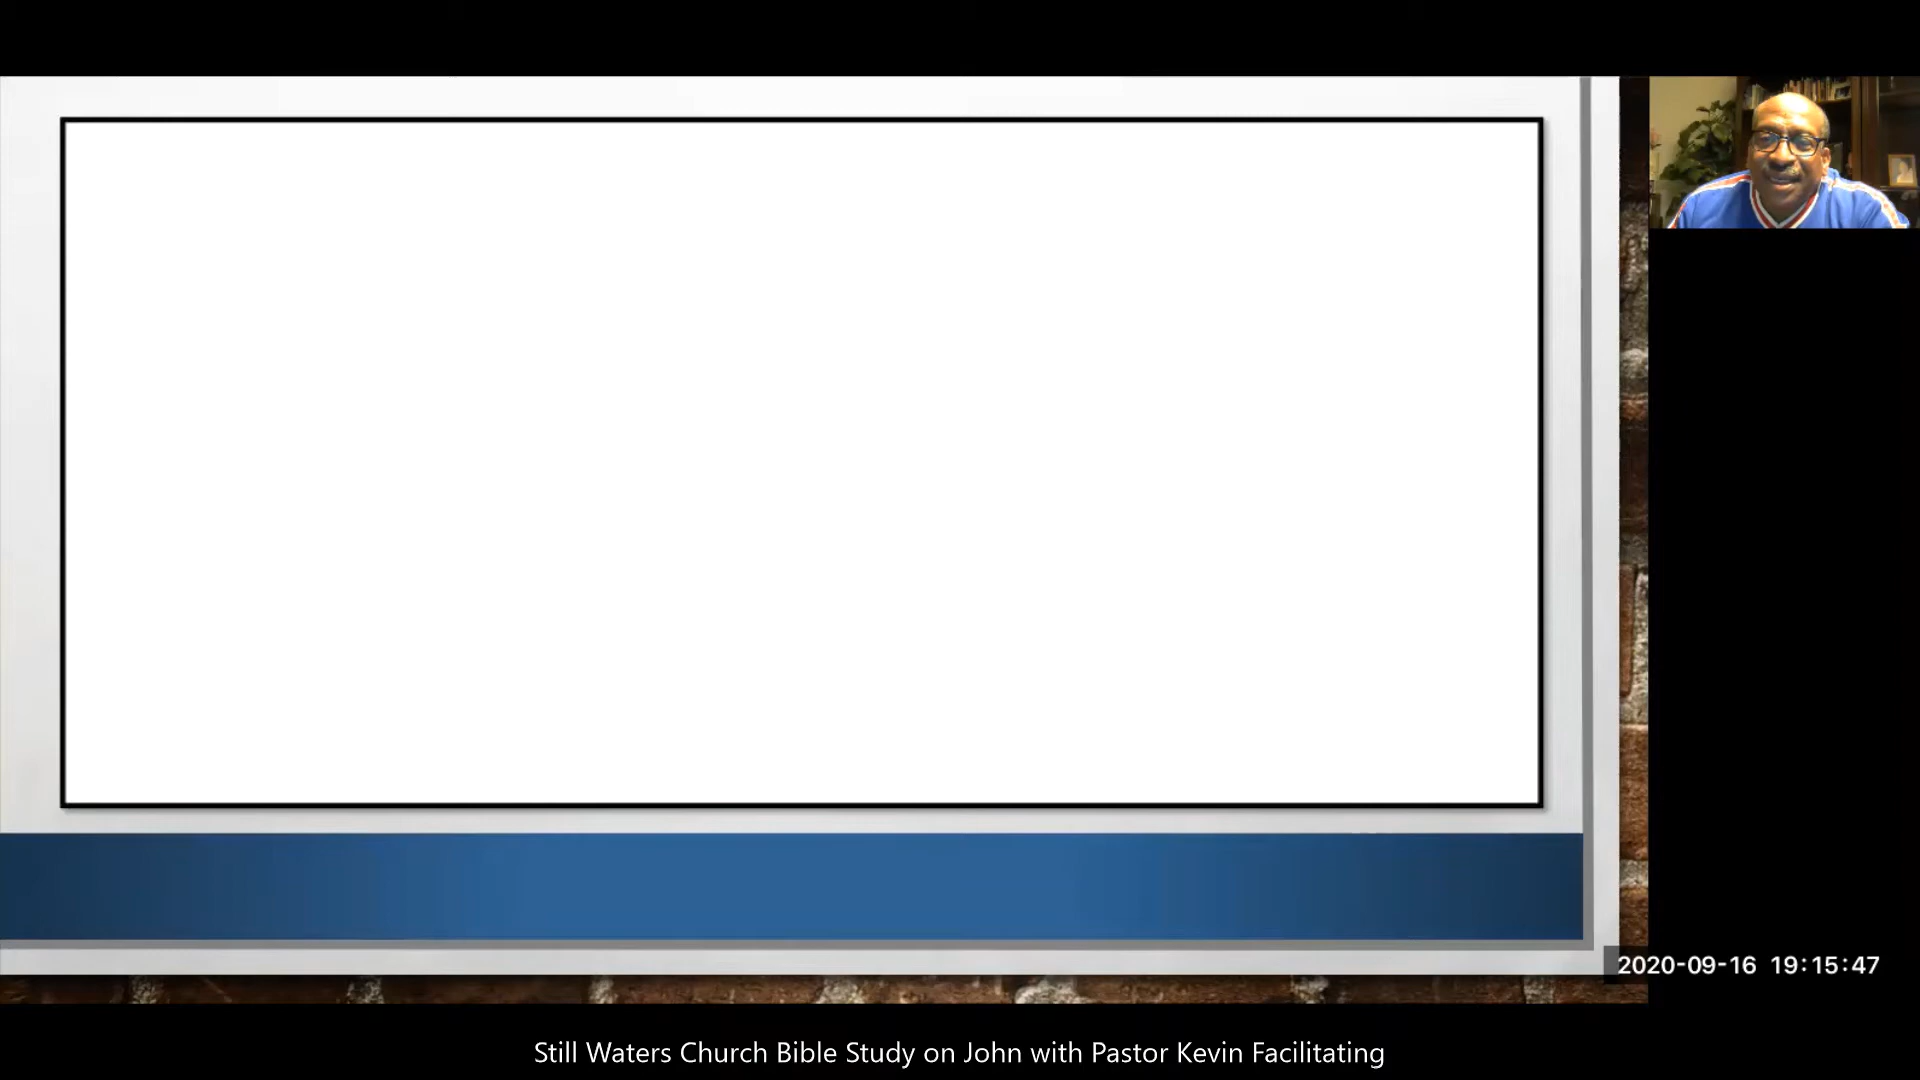 2020-09-16 19:15:47
Still Waters Church Bible Study on John with Pastor Kevin Facilitating